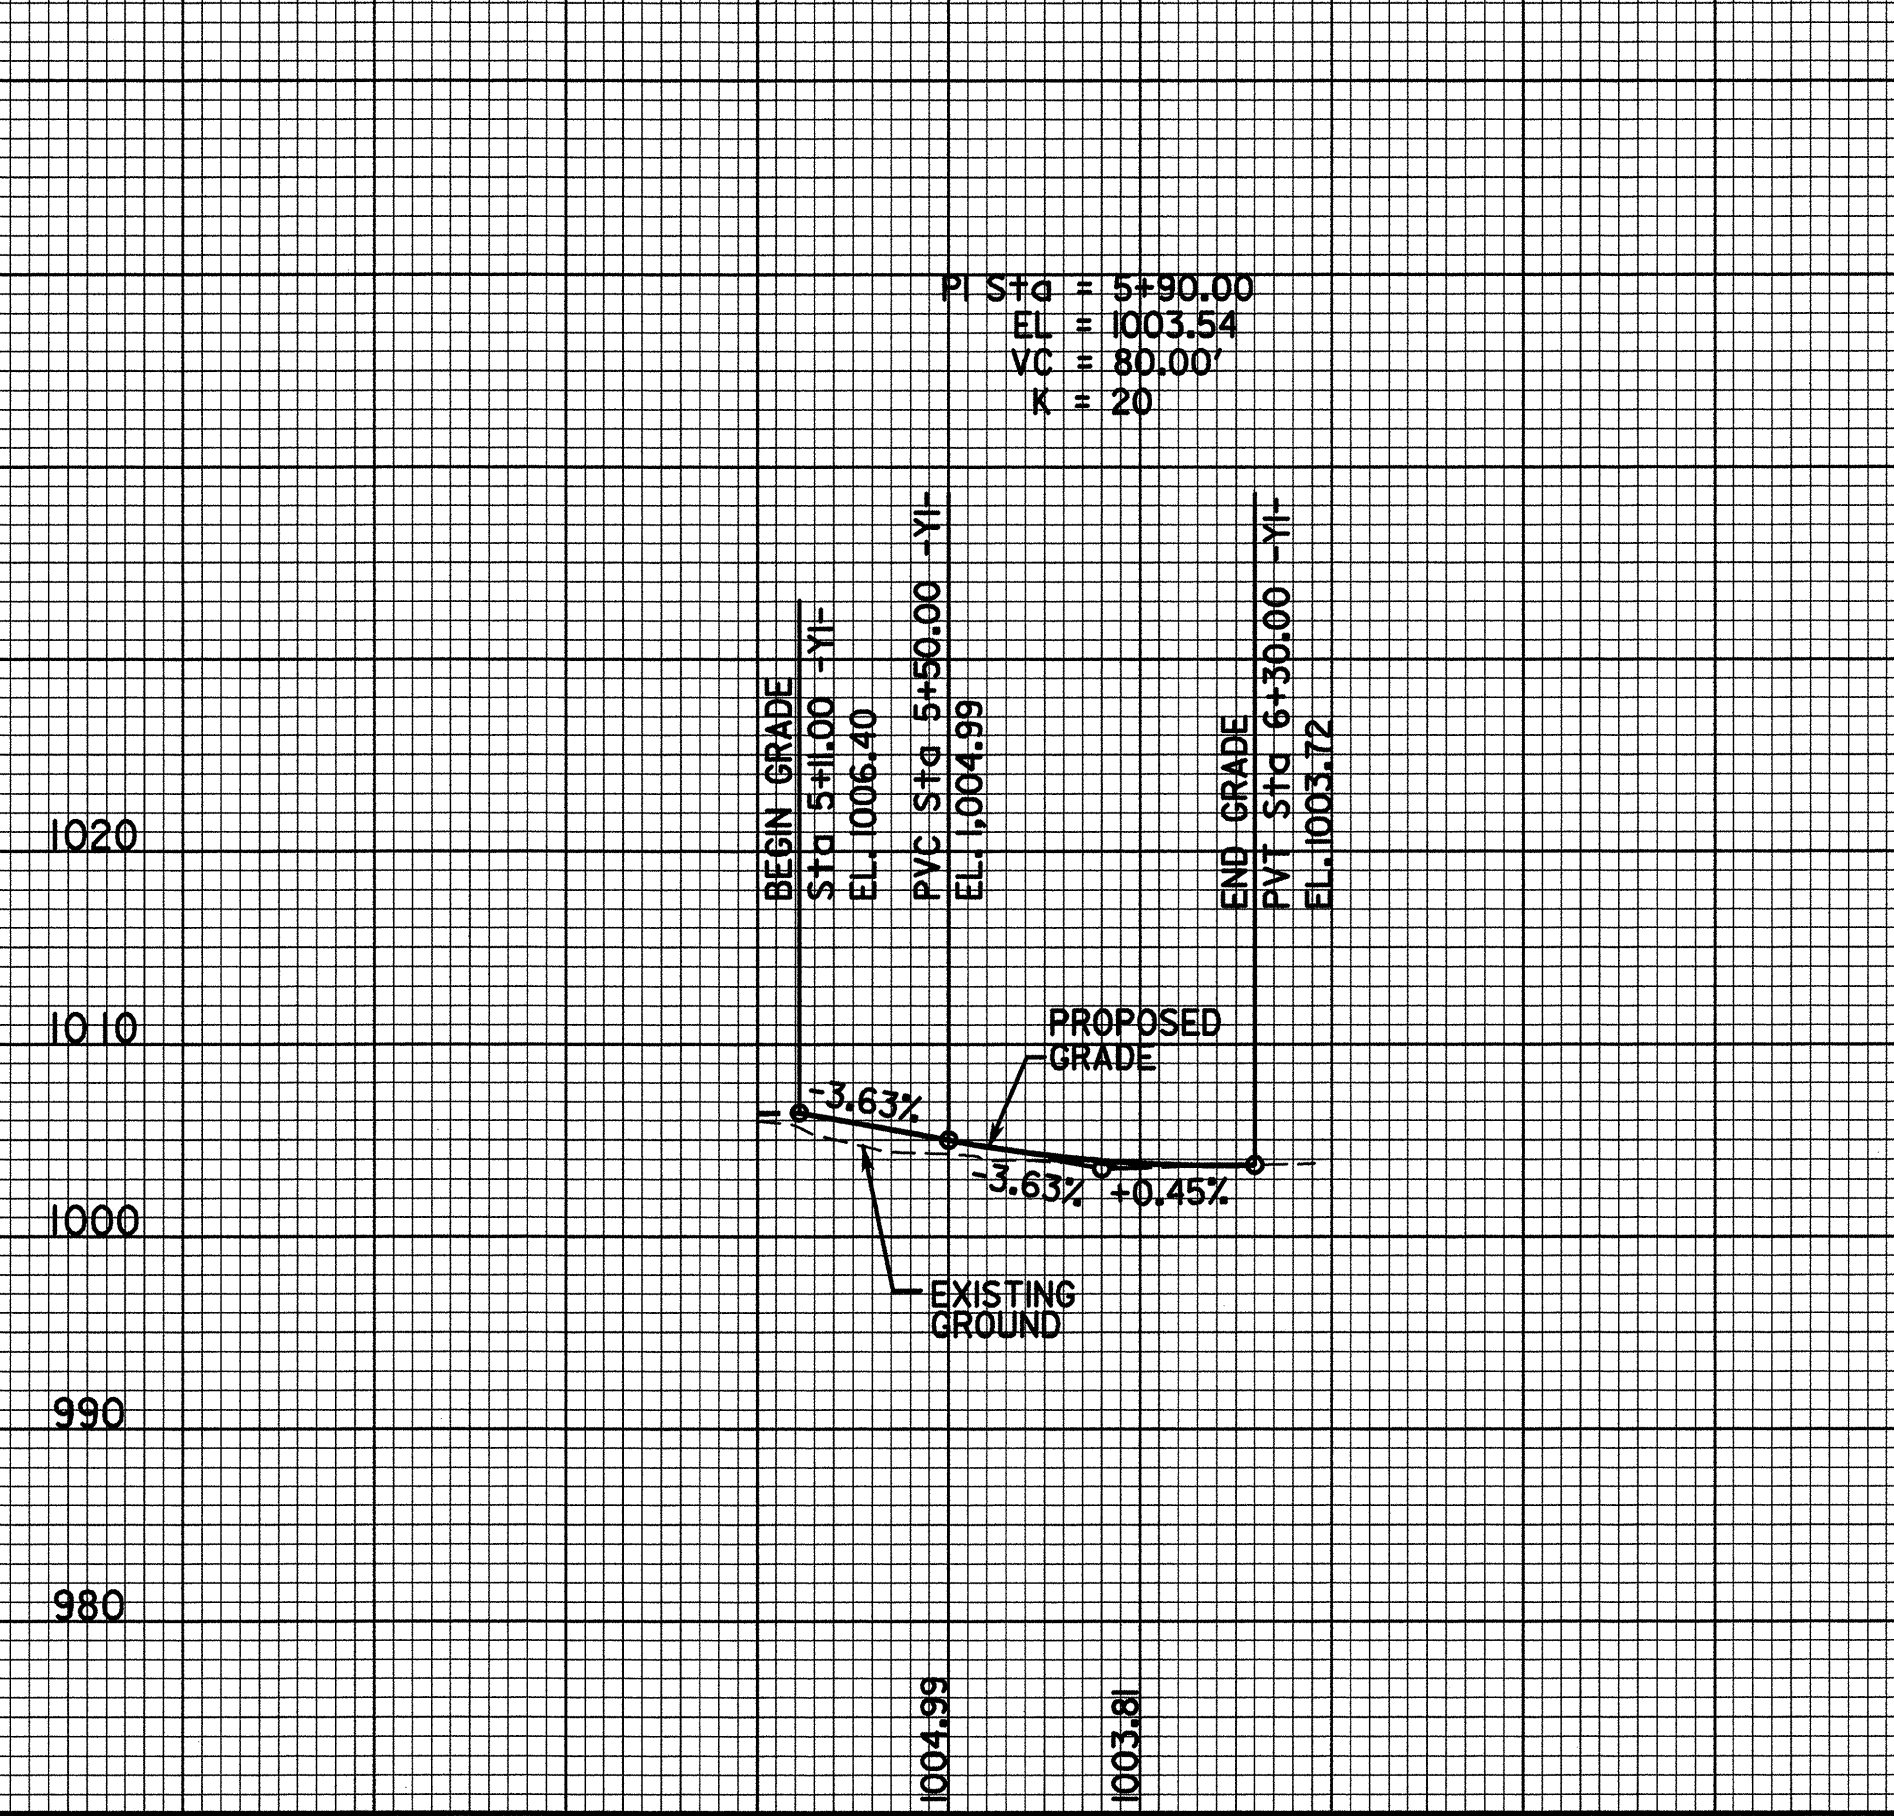 PI Sta = 5+90.00
EL = 1003.54
VC = 80.00'
K = 20
BEGIN GRADE
Sta 5+11.00 -Y1-
EL. 1006.40
PVC Sta 5+50.00 -Y1-
EL. 1,004.99
END GRADE
PVT Sta 6+30.00 -Y1-
EL. 1003.72
1020
1010
PROPOSED
GRADE
-3.63%
-3.63%
+0.45%
1000
EXISTING
GROUND
990
980
1004.99
1003.81